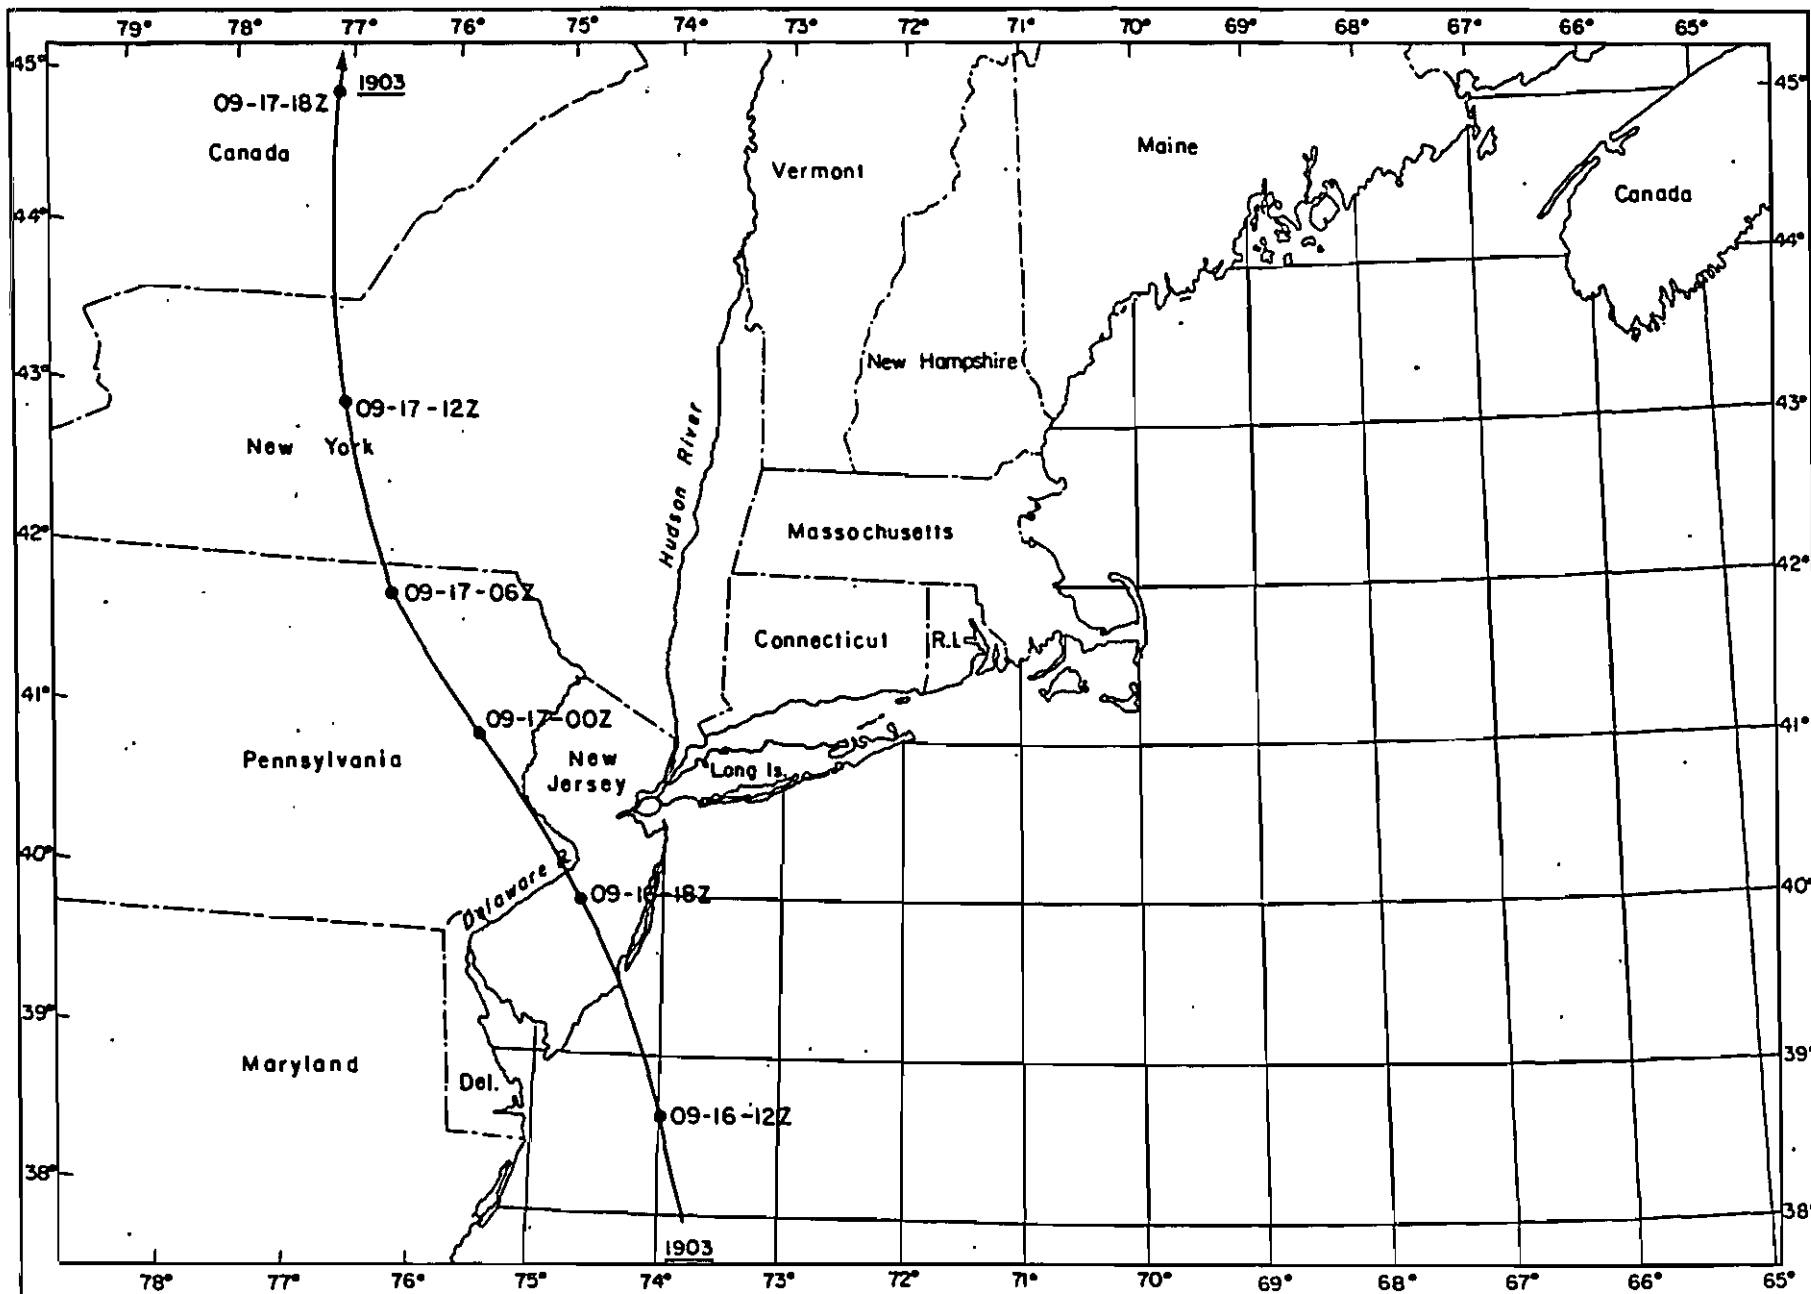 79° 78° 77° 76° 75° 74° 73° 72° 71° 70° 69° 68° 67° 66° 65°
45° 45°
1903
09-17-18Z
Canada
Maine
Vermont
Canada
44° 44°
New Hampshire
43° 43°
09-17-12Z
New York
Hudson River
42° 42°
Massochusetts
09-17-06Z
Connecticut
R.I.
41° 41°
09-17-00Z
Pennsylvania
New
Jersey
Long Is.
40° 40°
Delaware R.
09-16-18Z
39° 39°
Maryland
Del.
09-16-12Z
38° 38°
1903
78° 77° 76° 75° 74° 73° 72° 71° 70° 69° 68° 67° 66° 65°